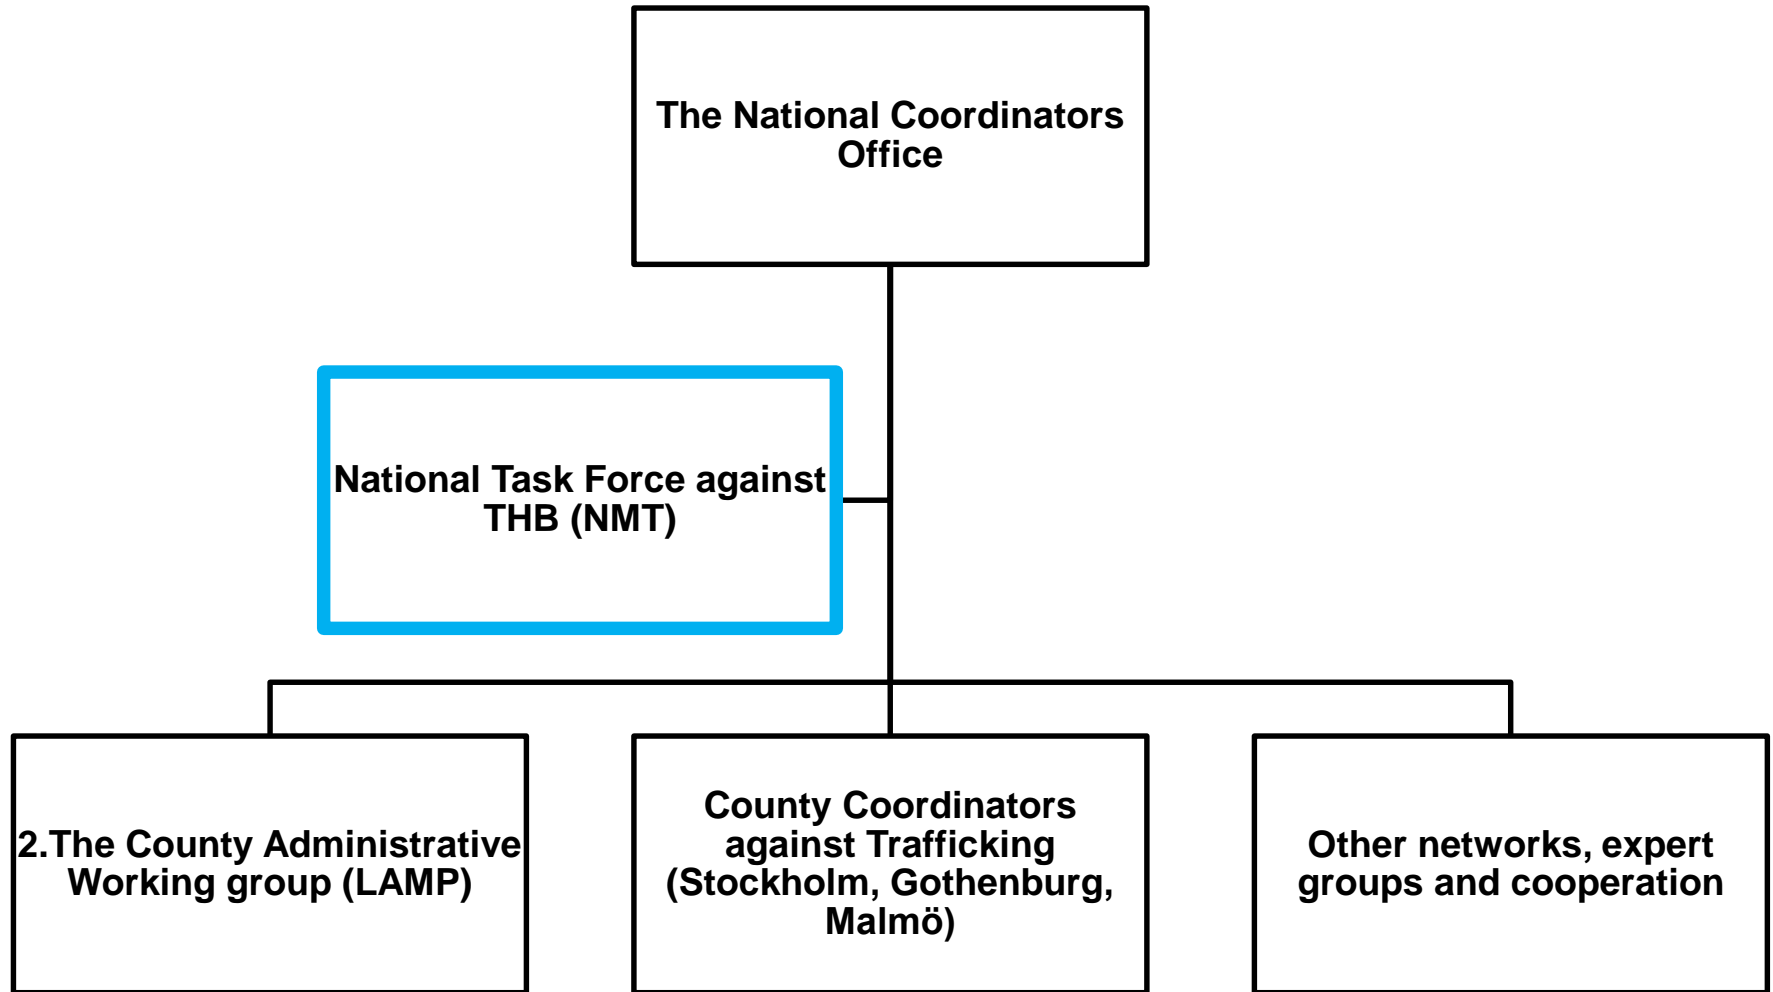 The National Coordinators
Office
National Task Force against
THB (NMT)
2.The County Administrative
Working group (LAMP)
County Coordinators
against Trafficking
(Stockholm, Gothenburg,
Malmö)
Other networks, expert
groups and cooperation